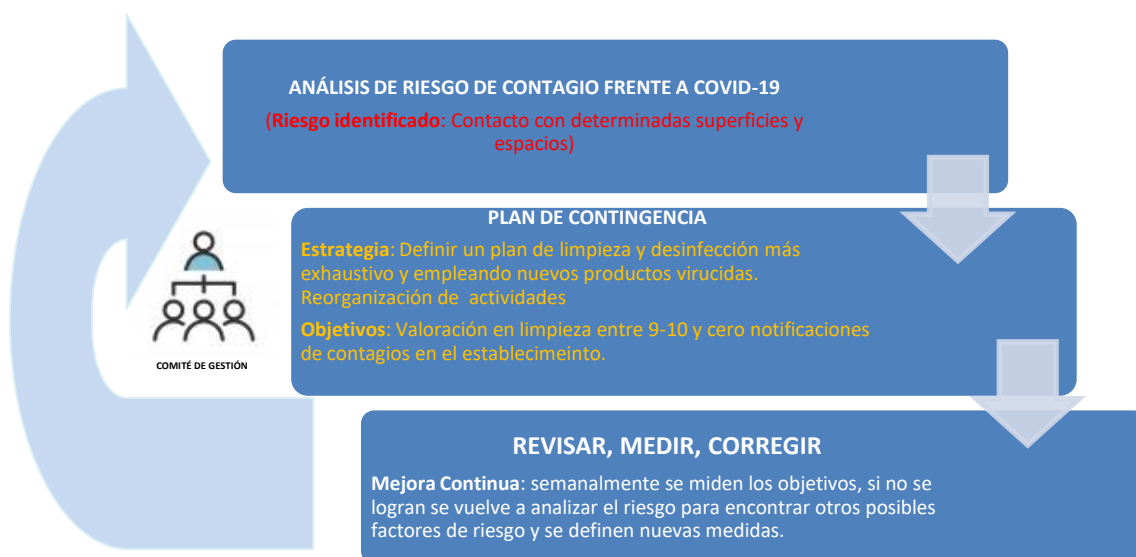 ANÁLISIS DE RIESGO DE CONTAGIO FRENTE A COVID-19
(Riesgo identificado: Contacto con determinadas superficies y
espacios)
PLAN DE CONTINGENCIA
Estrategia: Definir un plan de limpieza y desinfección más
exhaustivo y empleando nuevos productos virucidas.
Reorganización de actividades
Objetivos: Valoración en limpieza entre 9-10 y cero notificaciones
de contagios en el establecimeinto.
COMITÉ DE GESTIÓN
REVISAR, MEDIR, CORREGIR
Mejora Continua: semanalmente se miden los objetivos, si no se
logran se vuelve a analizar el riesgo para encontrar otros posibles
factores de riesgo y se definen nuevas medidas.